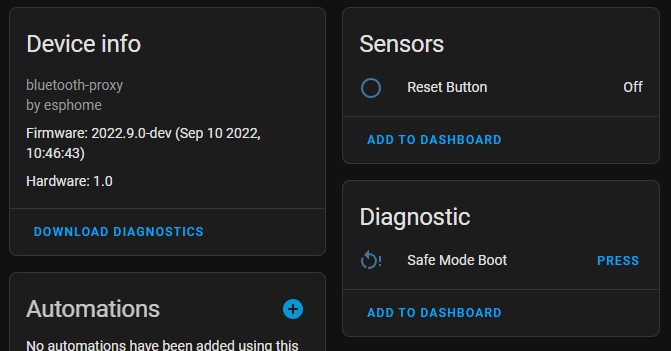 Device info
bluetooth-proxy
by esphome
Firmware: 2022.9.0-dev (Sep 10 2022,
10:46:43)
Hardware: 1.0
DOWNLOAD DIAGNOSTICS
Automations
No automations have been added using this
Sensors
Reset Button Off
ADD TO DASHBOARD
Diagnostic
Safe Mode Boot PRESS
ADD TO DASHBOARD